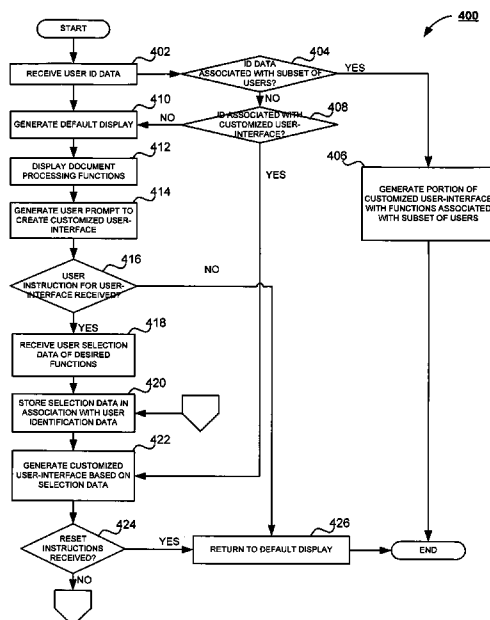 400
START
402
RECEIVE USER ID DATA
404
ID DATA
ASSOCIATED WITH SUBSET OF
USERS?
YES
NO
408
ID ASSOCIATED WITH
CUSTOMIZED USER-
INTERFACE?
NO
YES
406
GENERATE PORTION OF
CUSTOMIZED USER-INTERFACE
WITH FUNCTIONS ASSOCIATED
WITH SUBSET OF USERS
410
GENERATE DEFAULT DISPLAY
412
DISPLAY DOCUMENT
PROCESSING FUNCTIONS
414
GENERATE USER PROMPT TO
CREATE CUSTOMIZED USER-
INTERFACE
416
USER
INSTRUCTION FOR USER-
INTERFACE RECEIVED?
NO
YES
418
RECEIVE USER SELECTION
DATA OF DESIRED
FUNCTIONS
420
STORE SELECTION DATA IN
ASSOCIATION WITH USER
IDENTIFICATION DATA
422
GENERATE CUSTOMIZED
USER-INTERFACE BASED ON
SELECTION DATA
424
RESET
INSTRUCTIONS
RECEIVED?
YES
NO
426
RETURN TO DEFAULT DISPLAY
END